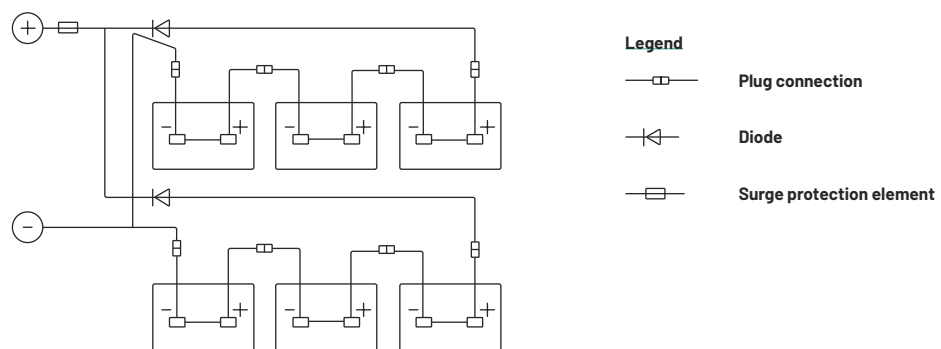 Legend
Plug connection
Diode
Surge protection element
+
-
- +
- +
- +
- +
- +
- +